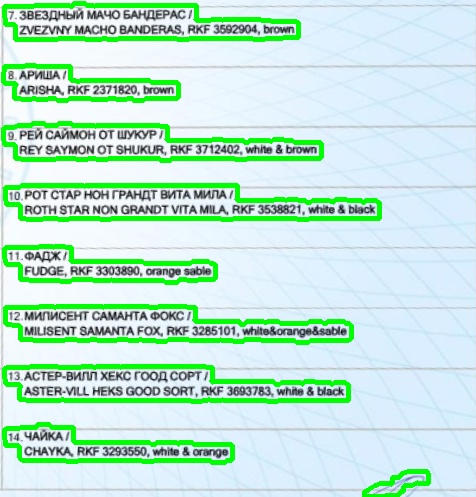 7. ЗВЕЗДНЫЙ МАЧО БАНДЕРАС /
ZVEZVNY MACHO BANDERAS, RKF 3592904, brown
8. АРИША /
ARISHA, RKF 2371820, brown
9. РЕЙ САЙМОН ОТ ШУКУР /
REY SAYMON OT SHUKUR, RKF 3712402, white & brown
10. РОТ СТАР НОН ГРАНДТ ВИТА МИЛА /
ROTH STAR NON GRANDT VITA MILA, RKF 3538821, white & black
11. ФАДЖ /
FUDGE, RKF 3303890, orange sable
12. МИЛИСЕНТ САМАНТА ФОКС /
MILISENT SAMANTA FOX, RKF 3285101, white&orange&sable
13. АСТЕР-ВИЛЛ ХЕКС ГООД СОРТ /
ASTER-VILL HEKS GOOD SORT, RKF 3693783, white & black
14. ЧАЙКА /
CHAYKA, RKF 3293550, white & orange